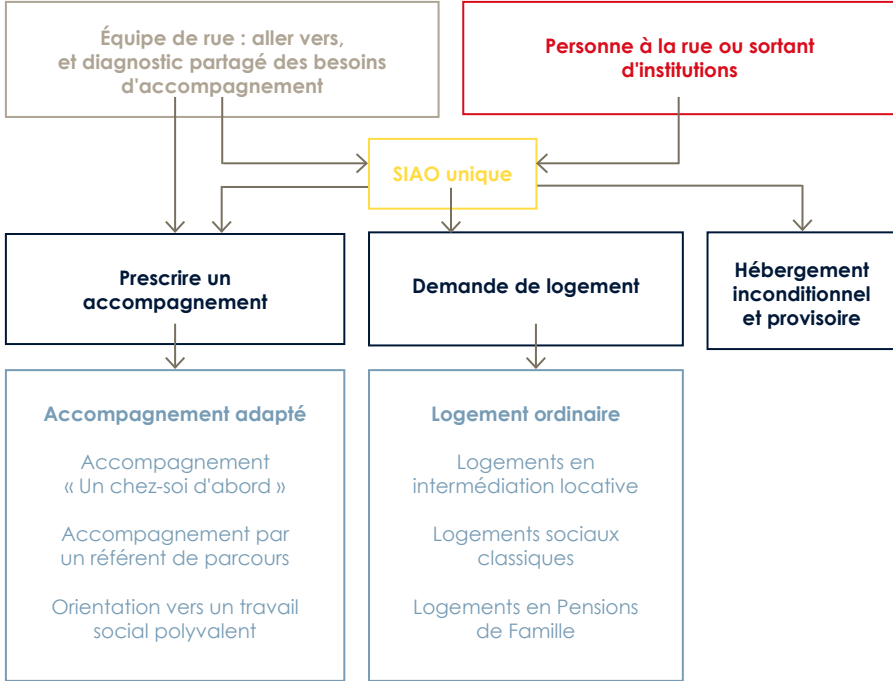 Équipe de rue : aller vers,
et diagnostic partagé des besoins
d'accompagnement
Personne à la rue ou sortant
d'institutions
SIAO unique
Prescrire un
accompagnement
Demande de logement
Hébergement
inconditionnel
et provisoire
Accompagnement adapté
Accompagnement
« Un chez-soi d'abord »
Accompagnement par
un référent de parcours
Orientation vers un travail
social polyvalent
Logement ordinaire
Logements en
intermédiation locative
Logements sociaux
classiques
Logements en Pensions
de Famille